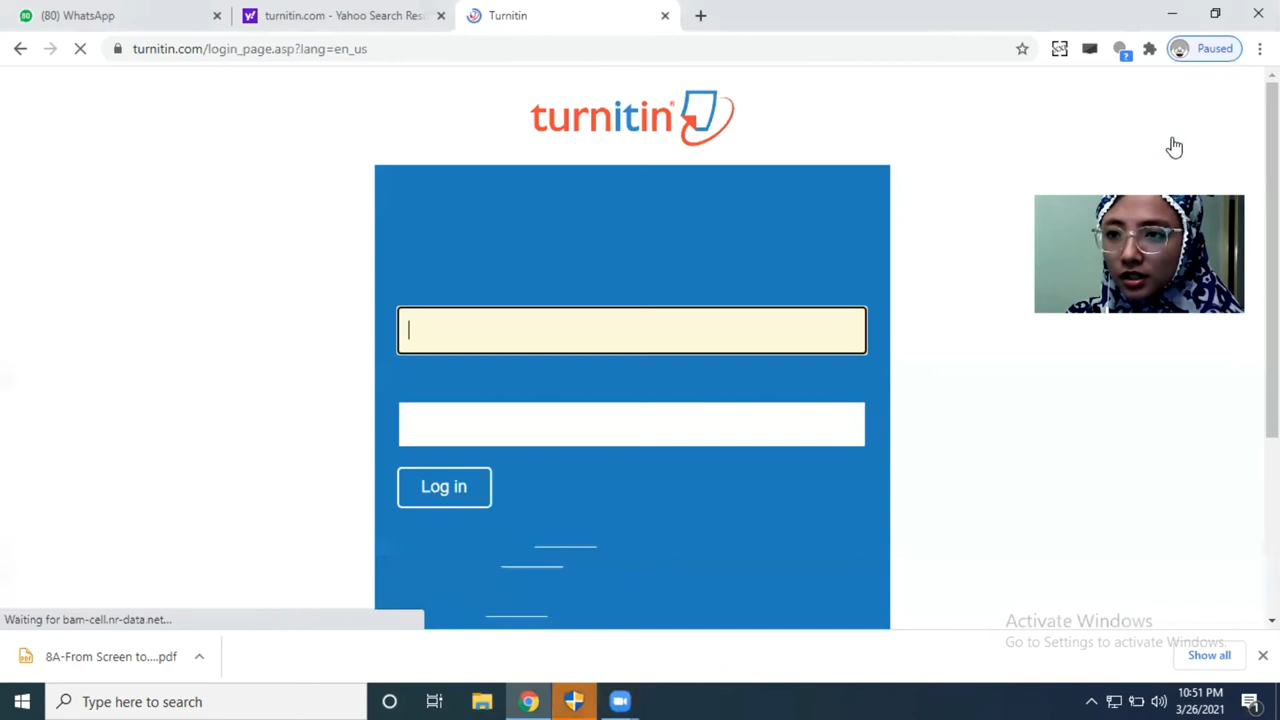 (80) WhatsApp
turnitin.com - Yahoo Search Res
Turnitin
turnitin.com/login_page.asp?lang=en_us
Paused
turnitin
Log in
Waiting for bam-cell.nr-data.net...
Activate Windows
Go to Settings to activate Windows.
8A-From Screen to....pdf
Show all
Type here to search
10:51 PM
3/26/2021